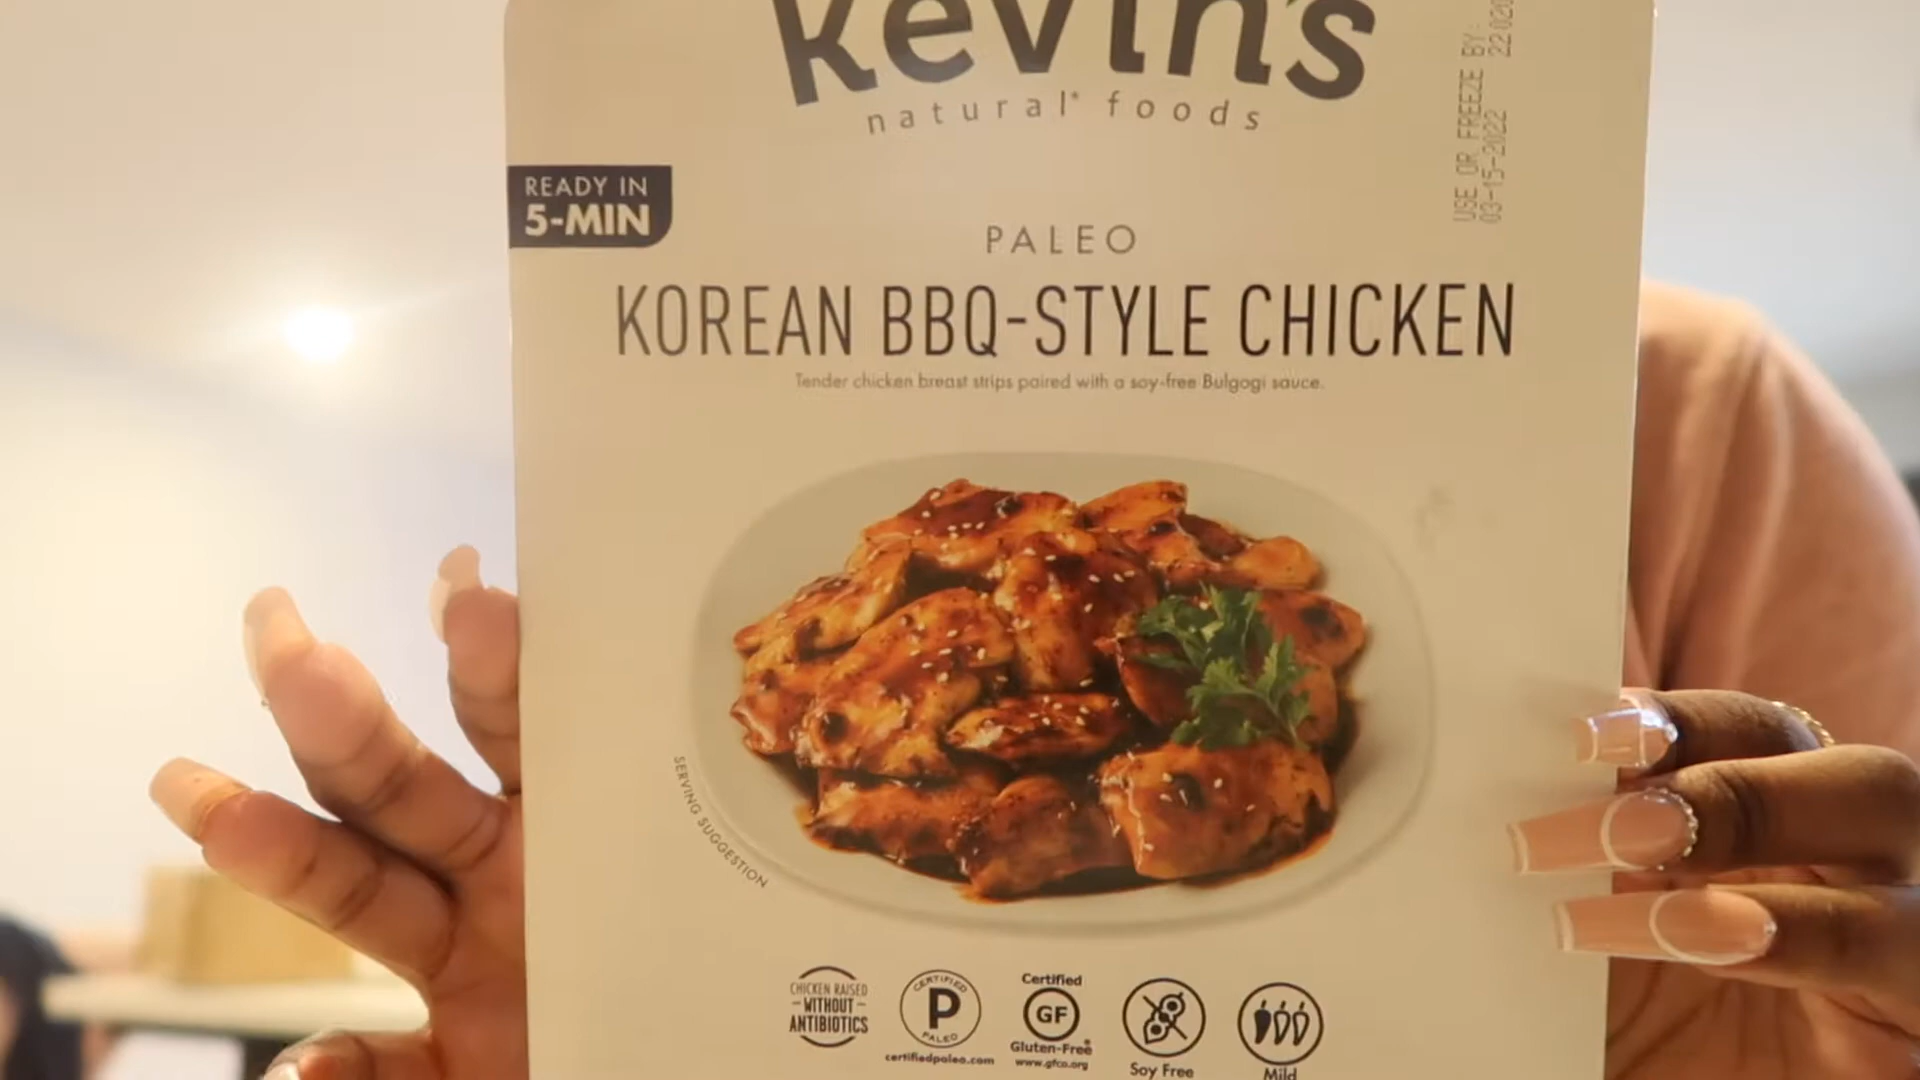 Kevin's
natural* foods
USE OR FREEZE BY:
03-15-2022
READY IN
5-MIN
PALEO
KOREAN BBQ-STYLE CHICKEN
Tender chicken breast strips paired with a soy-free Bulgogi sauce.
SERVING SUGGESTION
CHICKEN RAISED
WITHOUT
ANTIBIOTICS
CERTIFIED
P
PALEO
certifiedpaleo.com
Certified
GF
Gluten-Free®
www.gfco.org
Soy Free
Mild